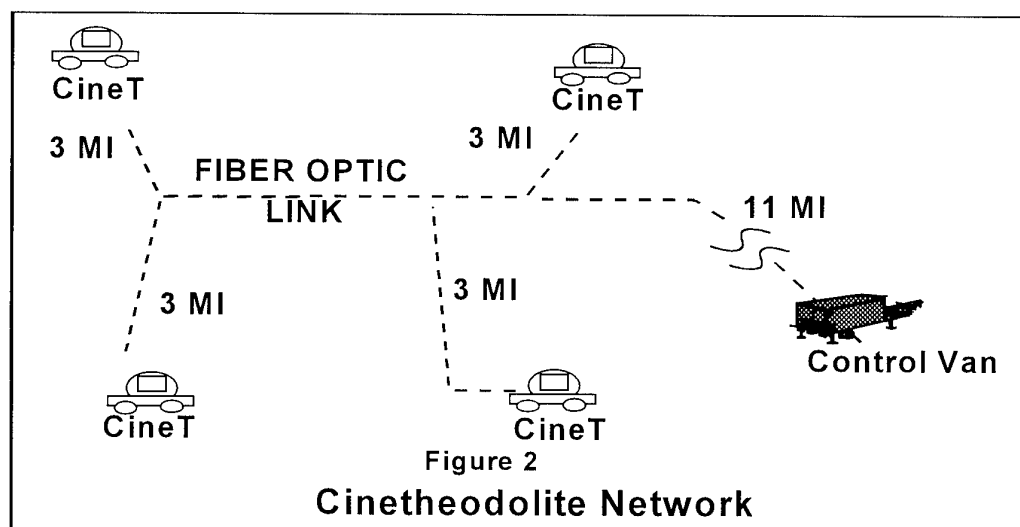 CineT
CineT
3 MI
3 MI
FIBER OPTIC
LINK
11 MI
3 MI
3 MI
Control Van
CineT
CineT
Figure 2
Cinetheodolite Network